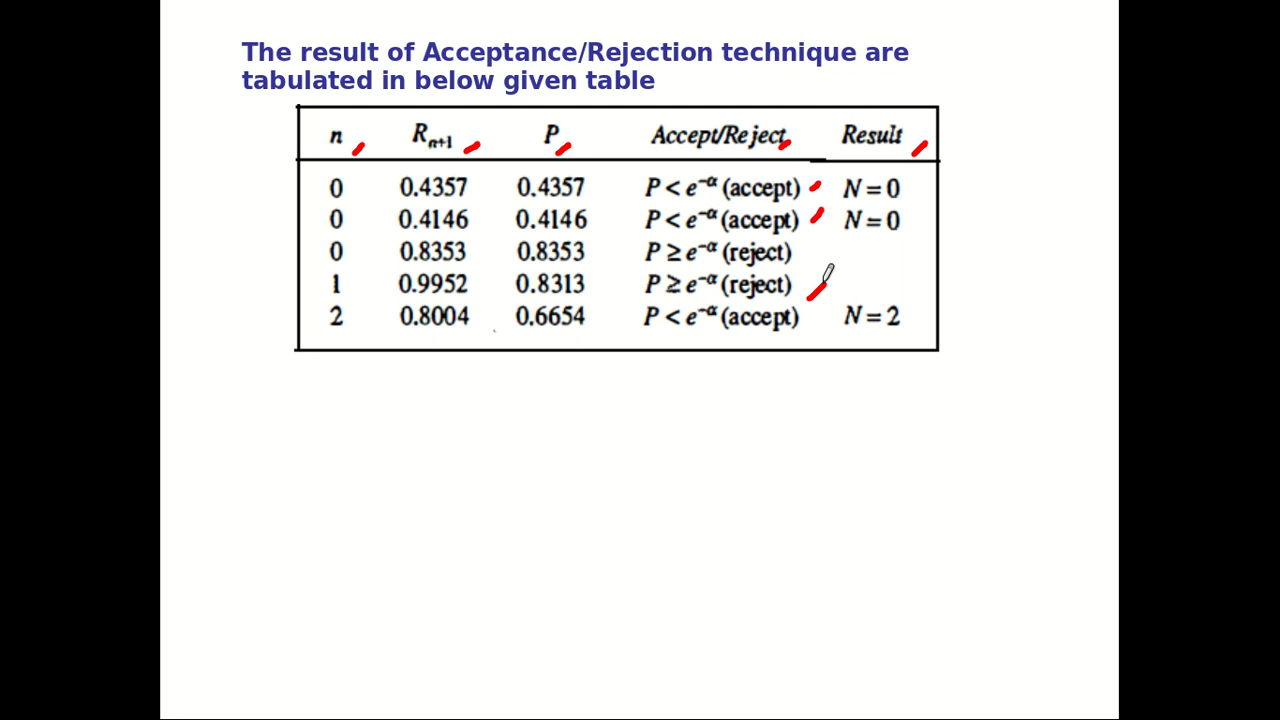 The result of Acceptance/Rejection technique are
tabulated in below given table
n Rn+1 P Accept/Reject Result
0 0.4357 0.4357 P < e^-α (accept) N = 0
0 0.4146 0.4146 P < e^-α (accept) N = 0
0 0.8353 0.8353 P ≥ e^-α (reject)
1 0.9952 0.8313 P ≥ e^-α (reject)
2 0.8004 0.6654 P < e^-α (accept) N = 2